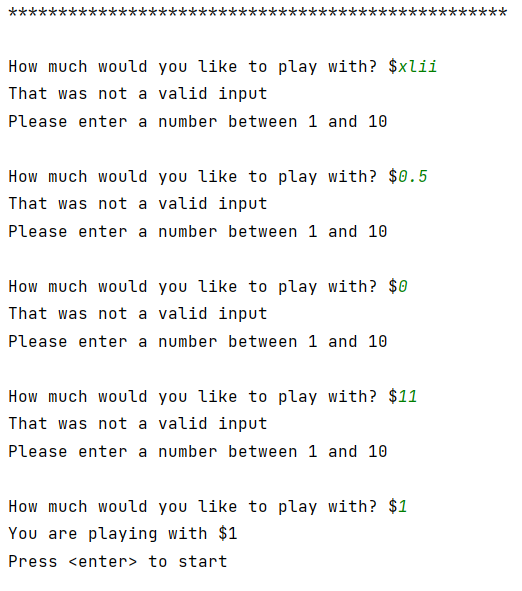 **************************************************
How much would you like to play with? $xlii
That was not a valid input
Please enter a number between 1 and 10
How much would you like to play with? $0.5
That was not a valid input
Please enter a number between 1 and 10
How much would you like to play with? $0
That was not a valid input
Please enter a number between 1 and 10
How much would you like to play with? $11
That was not a valid input
Please enter a number between 1 and 10
How much would you like to play with? $1
You are playing with $1
Press <enter> to start